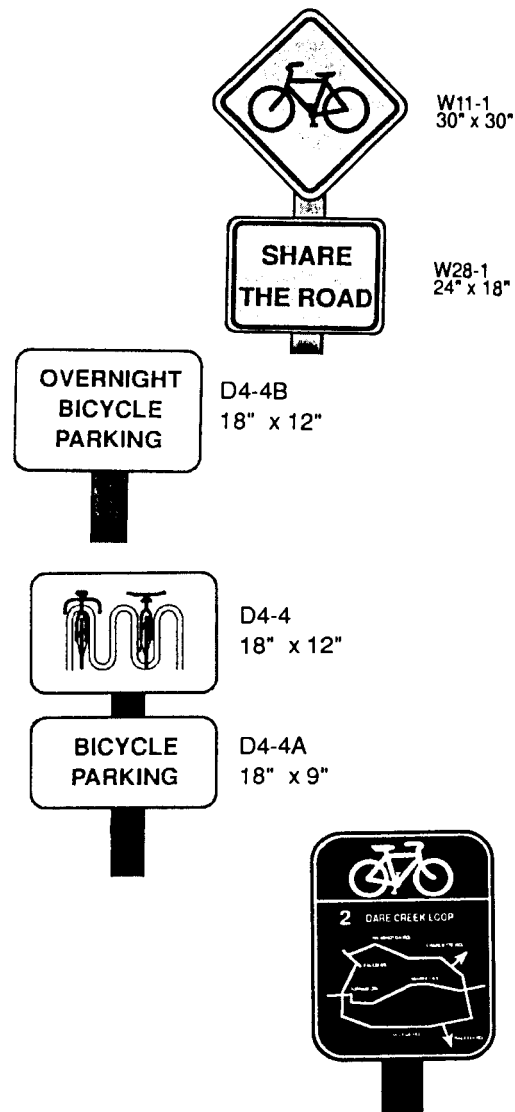 W11-1
30" x 30"
SHARE
THE ROAD
W28-1
24" x 18"
OVERNIGHT
BICYCLE
PARKING
D4-4B
18" x 12"
D4-4
18" x 12"
BICYCLE
PARKING
D4-4A
18" x 9"
2 DARE CREEK LOOP